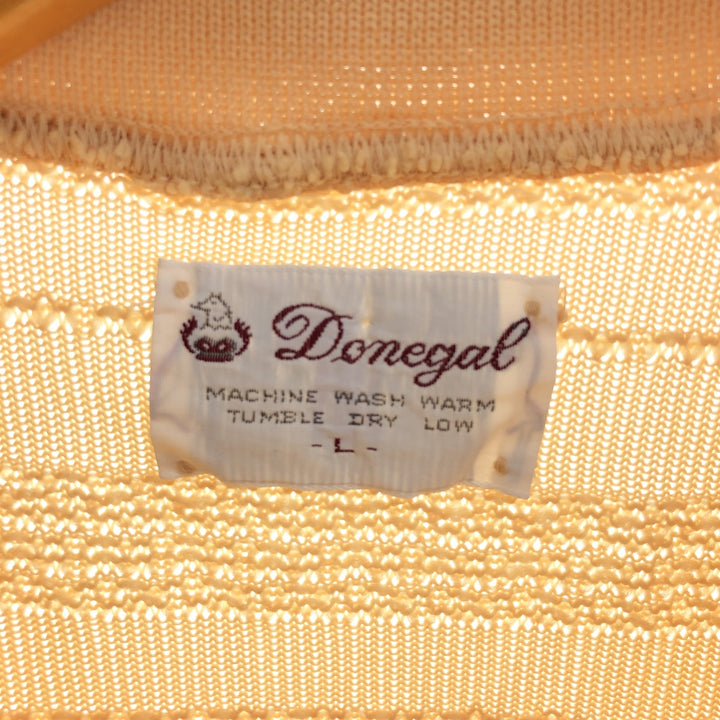 Donegal
MACHINE WASH WARM
TUMBLE DRY LOW
- L -